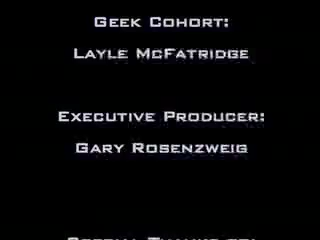 Geek Cohort:
Layle McFatridge
Executive Producer:
Gary Rosenzweig